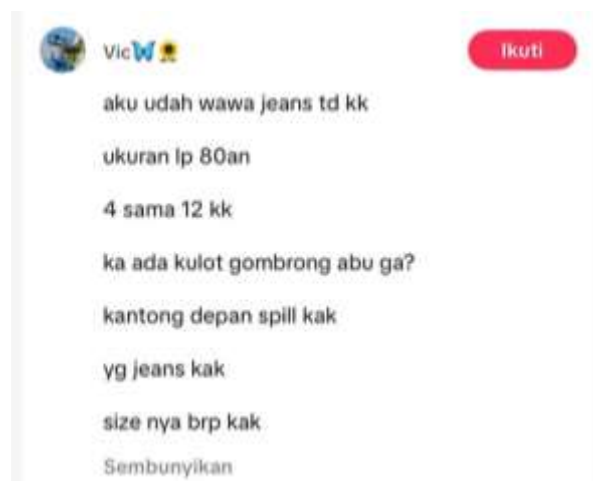 Vic🦋🌻
Ikuti
aku udah wawa jeans td kk
ukuran lp 80an
4 sama 12 kk
ka ada kulot gombrong abu ga?
kantong depan spill kak
yg jeans kak
size nya brp kak
Sembunyikan